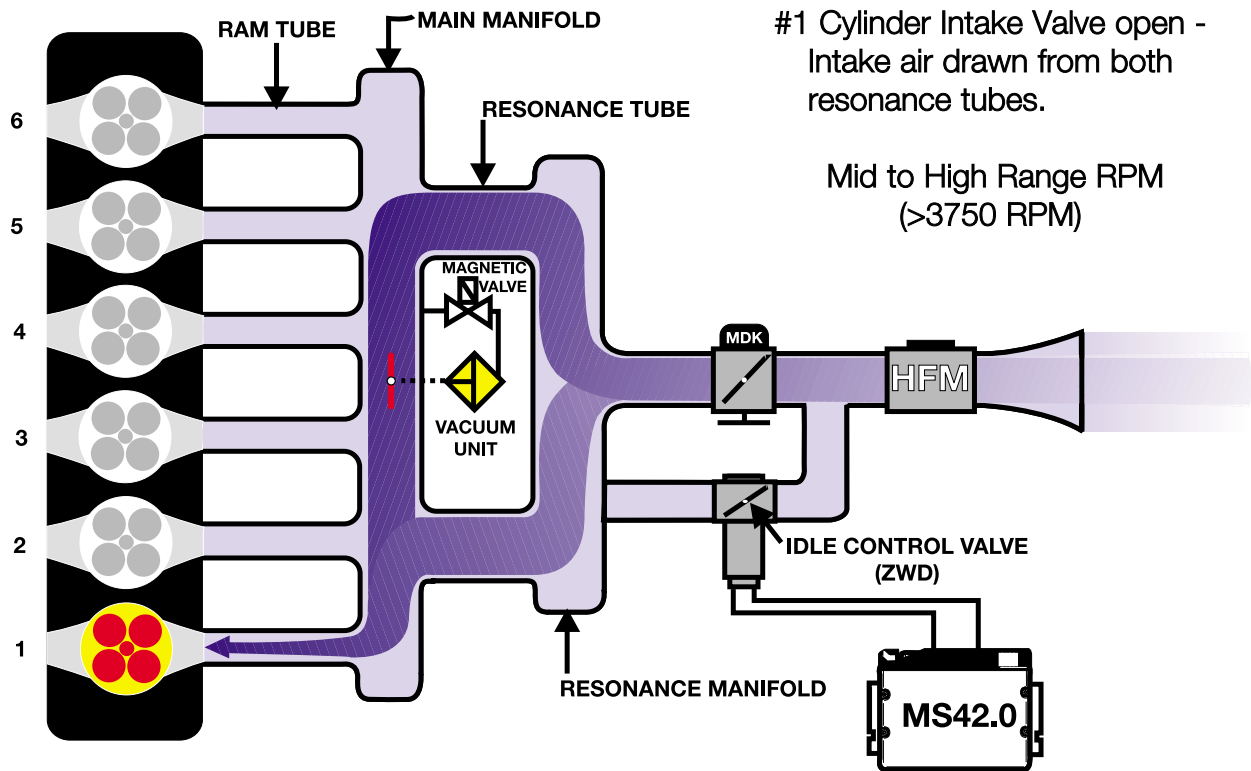 #1 Cylinder Intake Valve open -
Intake air drawn from both
resonance tubes.
Mid to High Range RPM
(>3750 RPM)
MAIN MANIFOLD
RAM TUBE
RESONANCE TUBE
6
5
4
3
2
1
MAGNETIC
VALVE
VACUUM
UNIT
MDK
HFM
IDLE CONTROL VALVE
(ZWD)
RESONANCE MANIFOLD
MS42.0